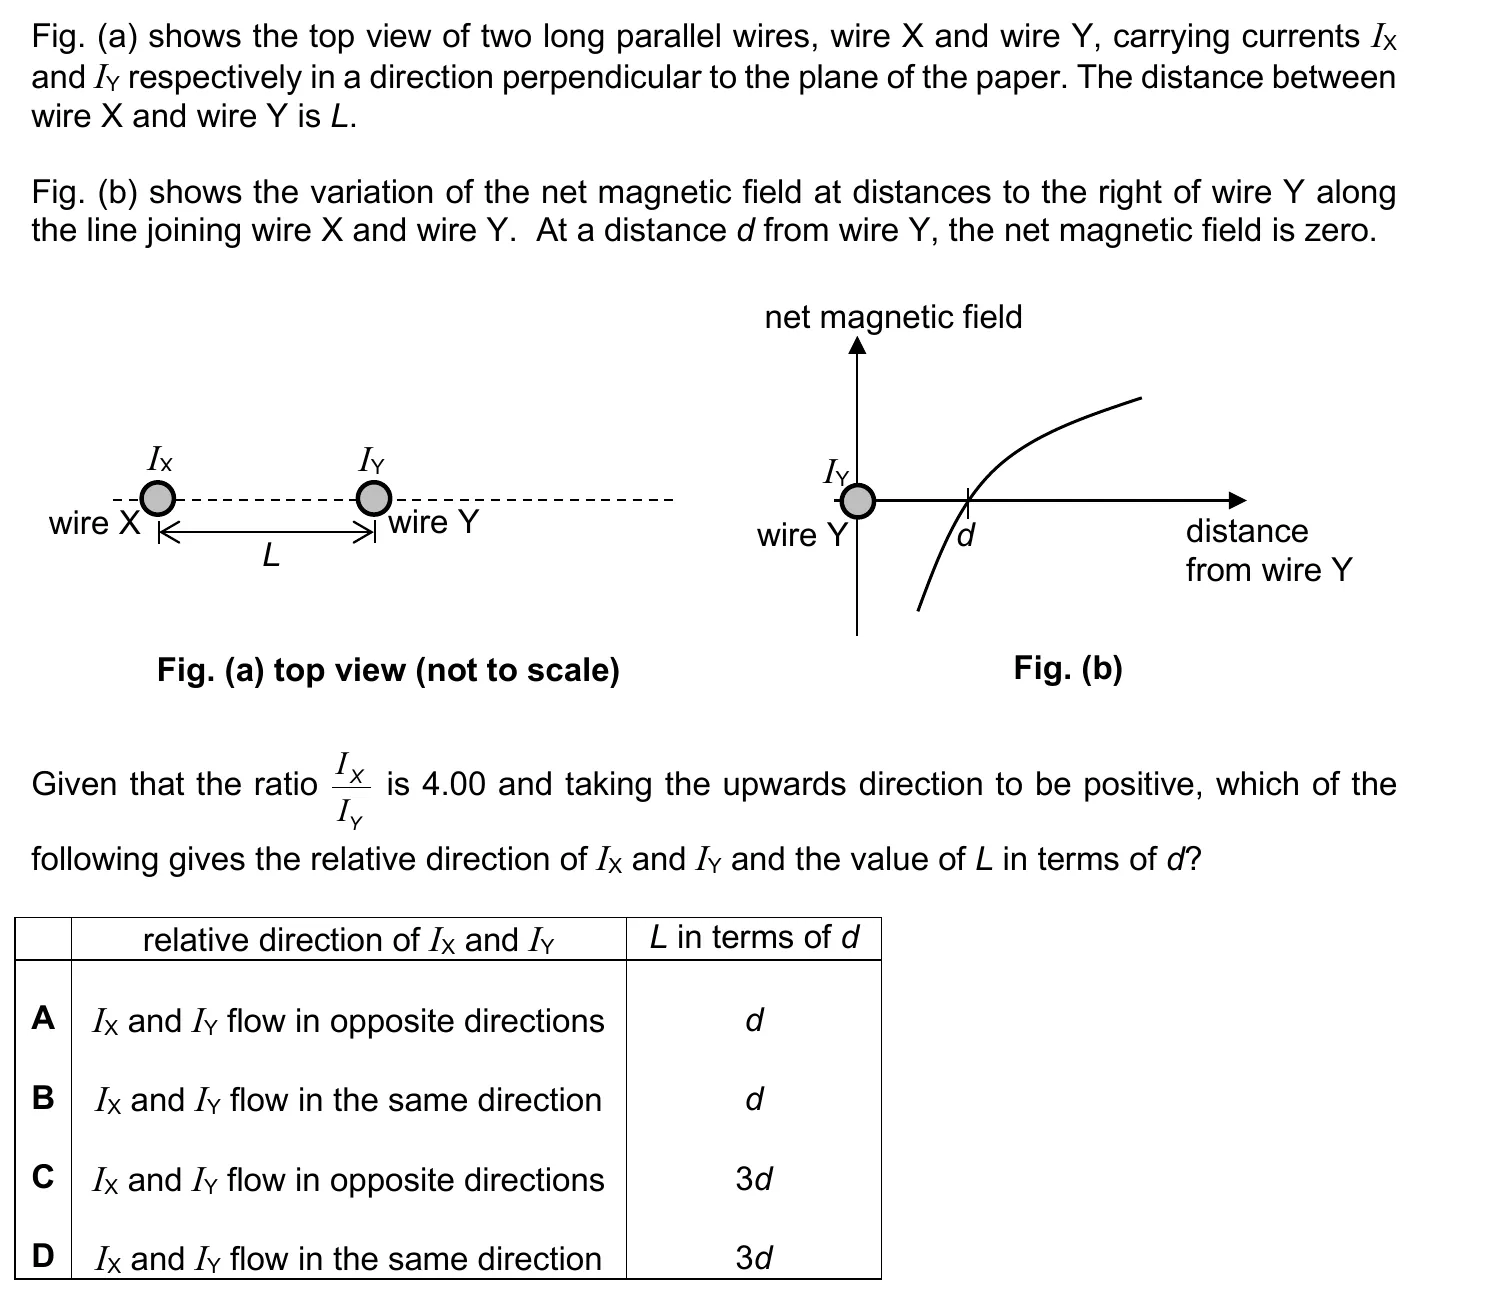 Fig. (a) shows the top view of two long parallel wires, wire X and wire Y, carrying currents IX
and IY respectively in a direction perpendicular to the plane of the paper. The distance between
wire X and wire Y is L.
Fig. (b) shows the variation of the net magnetic field at distances to the right of wire Y along
the line joining wire X and wire Y. At a distance d from wire Y, the net magnetic field is zero.
net magnetic field
IX
IY
wire X
wire Y
L
IY
wire Y
d
distance
from wire Y
Fig. (a) top view (not to scale)
Fig. (b)
Given that the ratio IX/IY is 4.00 and taking the upwards direction to be positive, which of the
following gives the relative direction of IX and IY and the value of L in terms of d?
relative direction of IX and IY L in terms of d
A IX and IY flow in opposite directions d
B IX and IY flow in the same direction d
C IX and IY flow in opposite directions 3d
D IX and IY flow in the same direction 3d